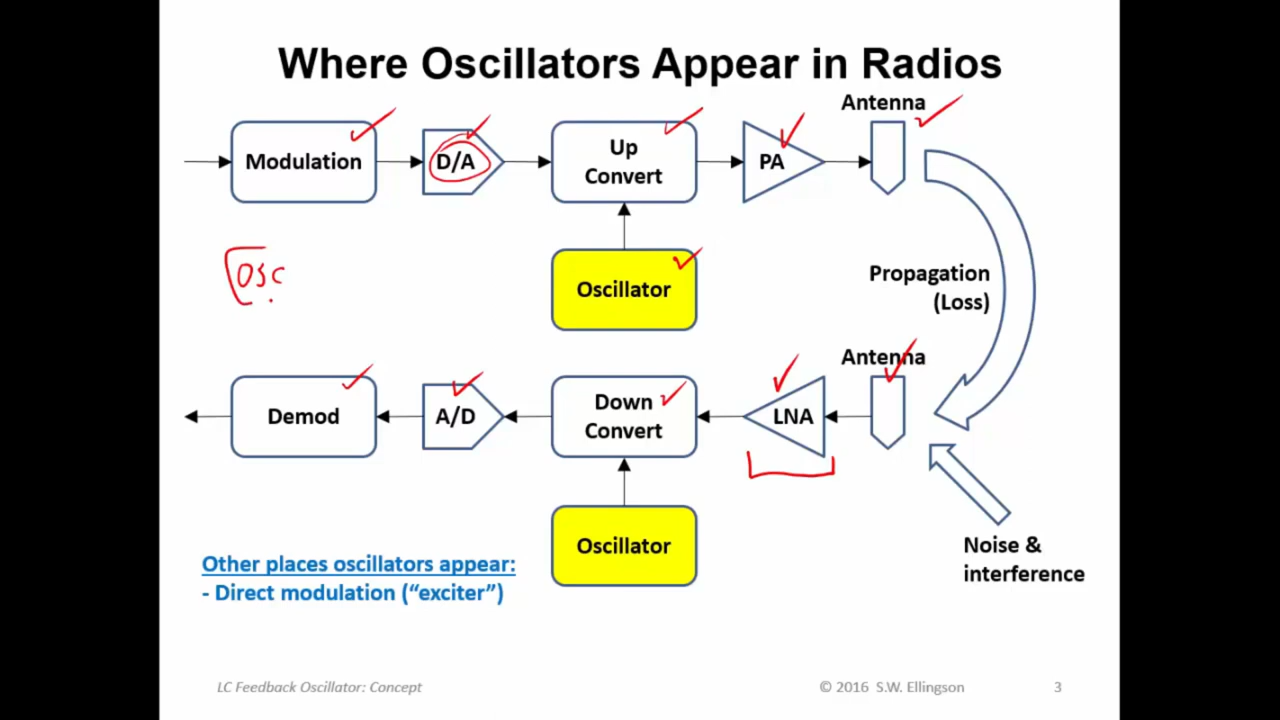 Where Oscillators Appear in Radios
Antenna
Modulation
D/A
Up
Convert
PA
osc
Oscillator
Propagation
(Loss)
Antenna
Demod
A/D
Down
Convert
LNA
Oscillator
Noise &
interference
Other places oscillators appear:
- Direct modulation (“exciter”)
LC Feedback Oscillator: Concept
© 2016 S.W. Ellingson
3